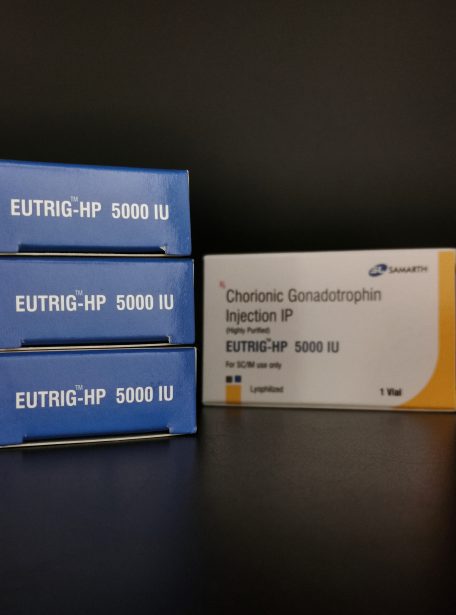 EUTRIG™-HP 5000 IU
EUTRIG™-HP 5000 IU
EUTRIG™-HP 5000 IU
SAMARTH
Rx
Chorionic Gonadotrophin
Injection IP
(Highly Purified)
EUTRIG™-HP 5000 IU
For SC/IM use only
Lyophilized
1 Vial